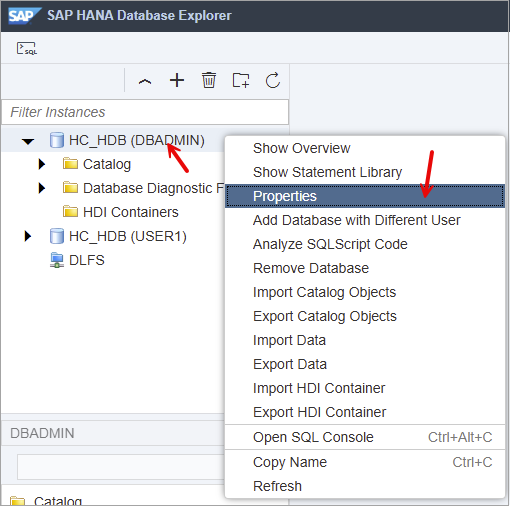 SAP SAP HANA Database Explorer
SQL
Filter Instances
HC_HDB (DBADMIN)
Catalog
Database Diagnostic F
HDI Containers
HC_HDB (USER1)
DLFS
Show Overview
Show Statement Library
Properties
Add Database with Different User
Analyze SQLScript Code
Remove Database
Import Catalog Objects
Export Catalog Objects
Import Data
Export Data
Import HDI Container
Export HDI Container
Open SQL Console Ctrl+Alt+C
Copy Name Ctrl+C
Refresh
DBADMIN
Catalog